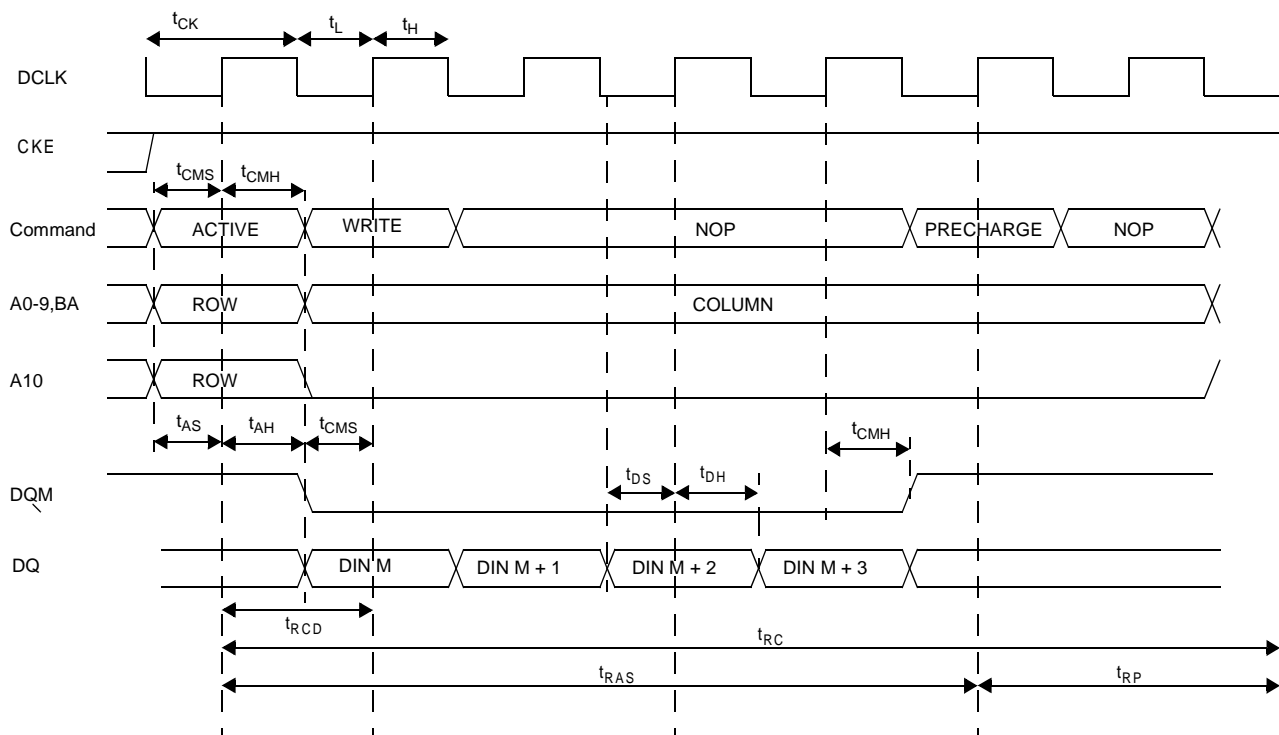 tCK tL tH
DCLK
CKE
tCMS tCMH
Command ACTIVE WRITE NOP PRECHARGE NOP
A0-9,BA ROW COLUMN
A10 ROW
tAS tAH tCMS tCMH
DQM tDS tDH
DQ DIN M DIN M + 1 DIN M + 2 DIN M + 3
tRCD tRC
tRAS tRP